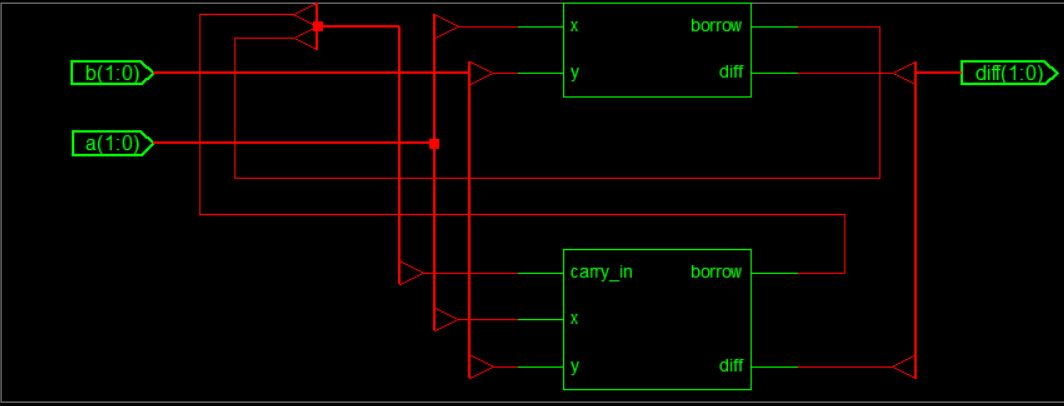 x borrow
b(1:0) y diff diff(1:0)
a(1:0)
carry_in borrow
x
y diff